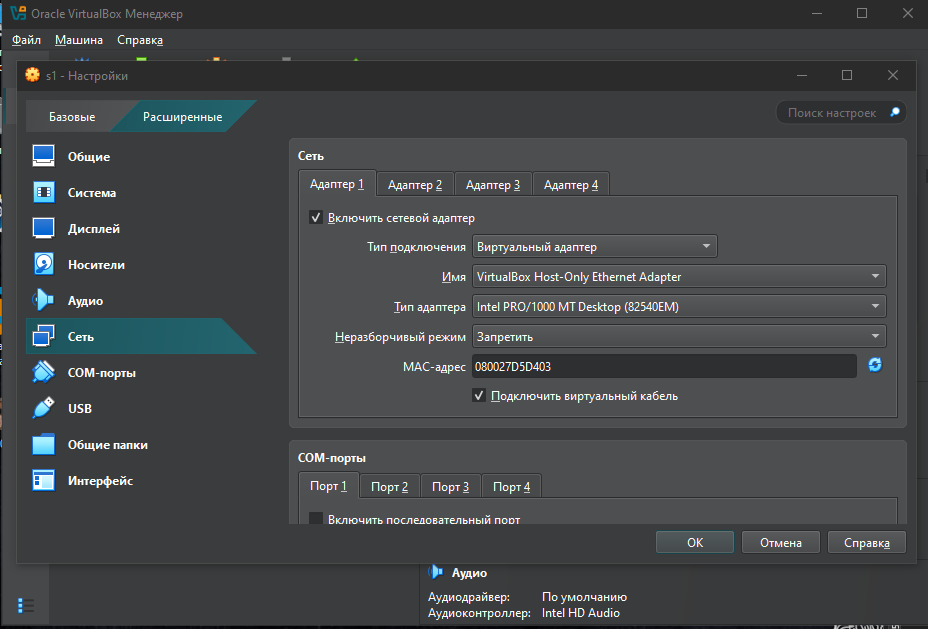 Oracle VirtualBox Менеджер
Файл Машина Справка
s1 - Настройки
Базовые Расширенные Поиск настроек
Общие
Система
Дисплей
Носители
Аудио
Сеть
COM-порты
USB
Общие папки
Интерфейс
Сеть
Адаптер 1 Адаптер 2 Адаптер 3 Адаптер 4
Включить сетевой адаптер
Тип подключения Виртуальный адаптер
Имя VirtualBox Host-Only Ethernet Adapter
Тип адаптера Intel PRO/1000 MT Desktop (82540EM)
Неразборчивый режим Запретить
MAC-адрес 080027D5D403
Подключить виртуальный кабель
COM-порты
Порт 1 Порт 2 Порт 3 Порт 4
Включить последовательный порт
OK Отмена Справка
Аудио
Аудиодрайвер: По умолчанию
Аудиоконтроллер: Intel HD Audio